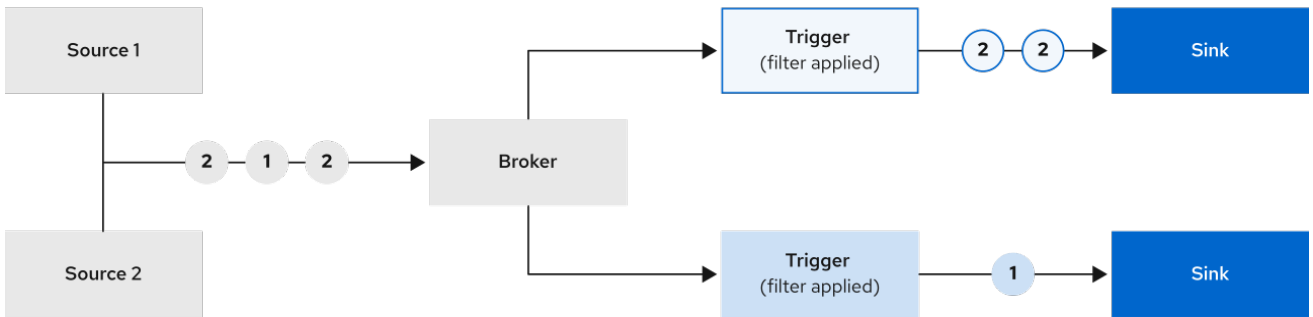 Source 1
Trigger
(filter applied)
2
2
Sink
2
1
2
Broker
Source 2
Trigger
(filter applied)
1
Sink